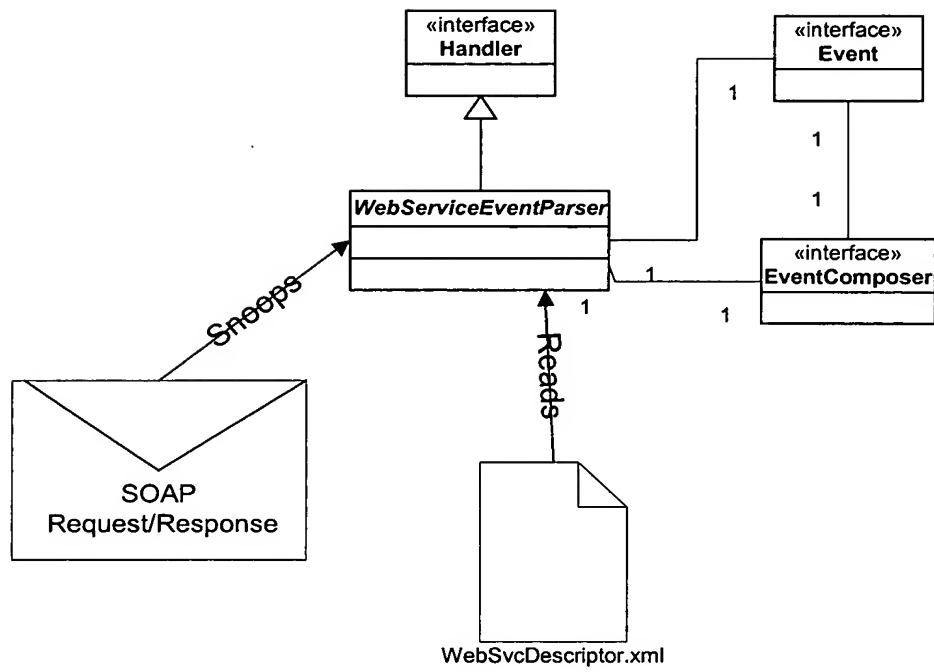 «interface»
Handler
«interface»
Event
1
1
1
WebServiceEventParser
«interface»
EventComposer
1
1
1
Snoops
Reads
SOAP
Request/Response
WebSvcDescriptor.xml